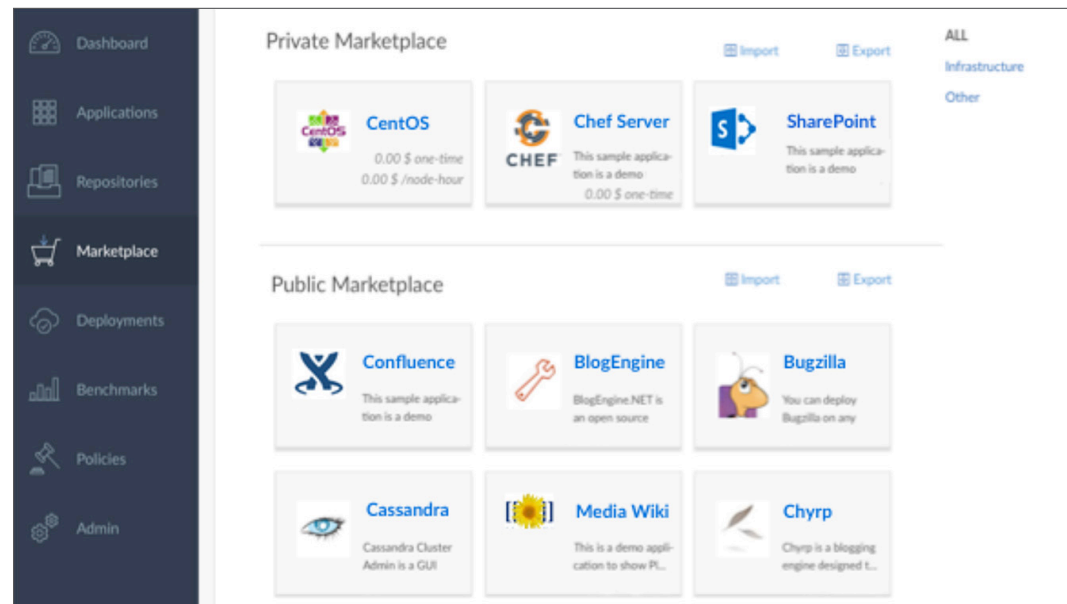 Dashboard
Applications
Repositories
Marketplace
Deployments
Benchmarks
Policies
Admin
Private Marketplace
Import
Export
CentOS
CentOS
0.00 $ one-time
0.00 $ /node-hour
CHEF
Chef Server
This sample applica-
tion is a demo
0.00 $ one-time
S
SharePoint
This sample applica-
tion is a demo
Public Marketplace
Import
Export
Confluence
This sample applica-
tion is a demo
BlogEngine
BlogEngine.NET is
an open source
Bugzilla
You can deploy
Bugzilla on any
Cassandra
Cassandra Cluster
Admin is a GUI
[[ ]]
Media Wiki
This is a demo appli-
cation to show Pl...
Chyrp
Chyrp is a blogging
engine designed t...
ALL
Infrastructure
Other